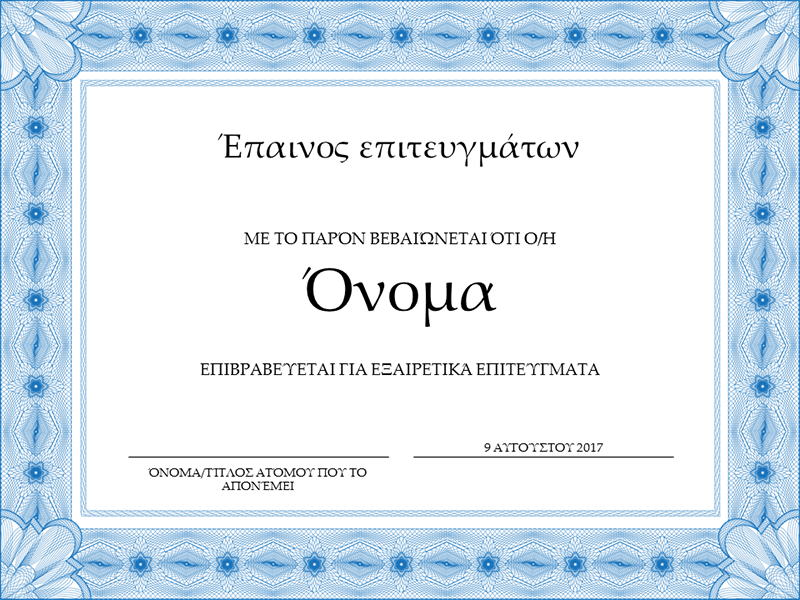 Έπαινος επιτευγμάτων
ΜΕ ΤΟ ΠΑΡΌΝ ΒΕΒΑΙΏΝΕΤΑΙ ΌΤΙ Ο/Η
Όνομα
ΕΠΙΒΡΑΒΕΎΕΤΑΙ ΓΙΑ ΕΞΑΙΡΕΤΙΚΆ ΕΠΙΤΕΎΓΜΑΤΑ
9 ΑΥΓΟΎΣΤΟΥ 2017
ΌΝΟΜΑ/ΤΊΤΛΟΣ ΑΤΌΜΟΥ ΠΟΥ ΤΟ
ΑΠΟΝΈΜΕΙ